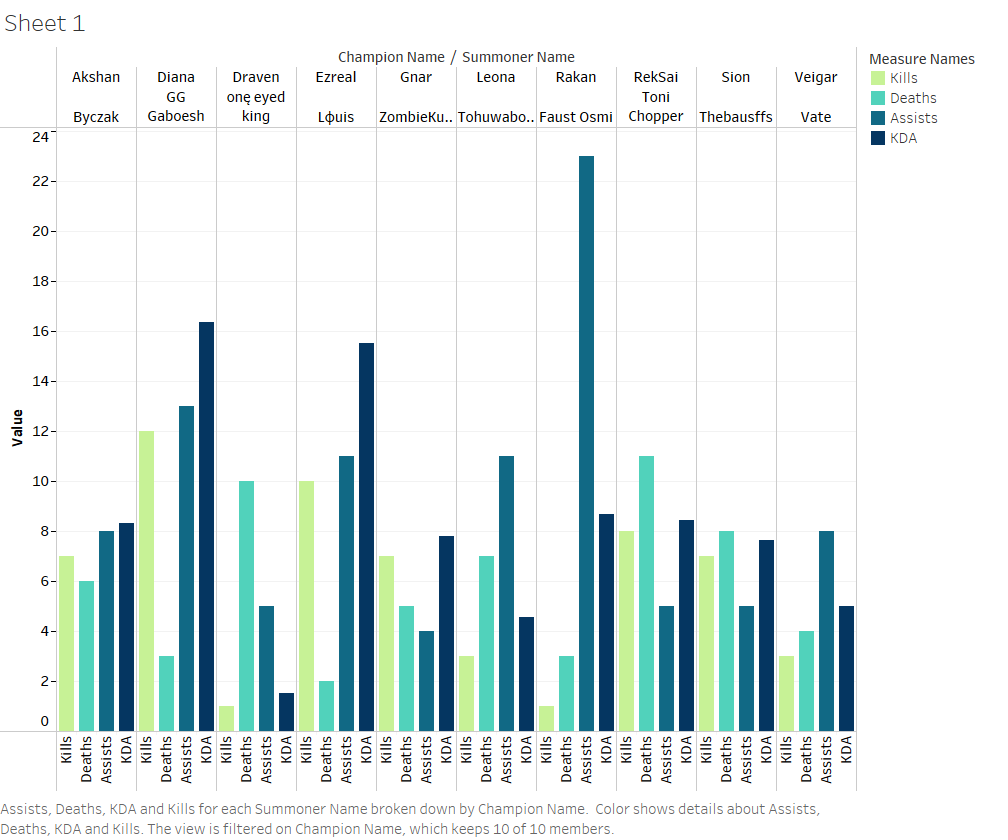 Sheet 1
Champion Name / Summoner Name
Measure Names
Akshan Diana Draven Ezreal Gnar Leona Rakan RekSai Sion Veigar
Kills
GG onę eyed Toni
Deaths
Byczak Gaboesh king Lφuis ZombieKu.. Tohuwabo.. Faust Osmi Chopper Thebausffs Vate
Assists
KDA
24
22
20
18
16
14
12
10
8
6
4
2
0
Value
Kills Deaths Assists KDA Kills Deaths Assists KDA Kills Deaths Assists KDA Kills Deaths Assists KDA Kills Deaths Assists KDA Kills Deaths Assists KDA Kills Deaths Assists KDA Kills Deaths Assists KDA Kills Deaths Assists KDA Kills Deaths Assists KDA
Assists, Deaths, KDA and Kills for each Summoner Name broken down by Champion Name.  Color shows details about Assists,
Deaths, KDA and Kills. The view is filtered on Champion Name, which keeps 10 of 10 members.